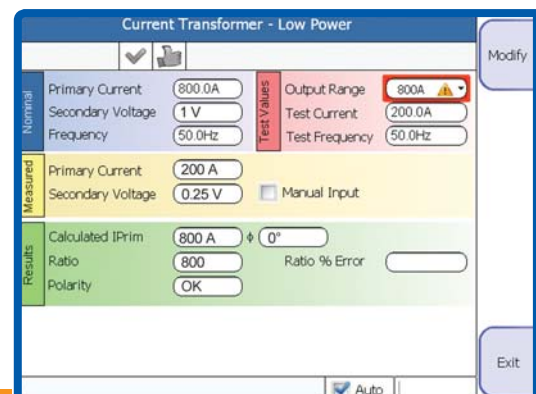 Current Transformer - Low Power
Modify
Nominal
Primary Current 800.0A
Secondary Voltage 1 V
Frequency 50.0Hz
Test Values
Output Range 800A
Test Current 200.0A
Test Frequency 50.0Hz
Measured
Primary Current 200 A
Secondary Voltage 0.25 V
Manual Input
Results
Calculated IPrim 800 A ϕ 0°
Ratio 800
Ratio % Error
Polarity OK
Auto
Exit